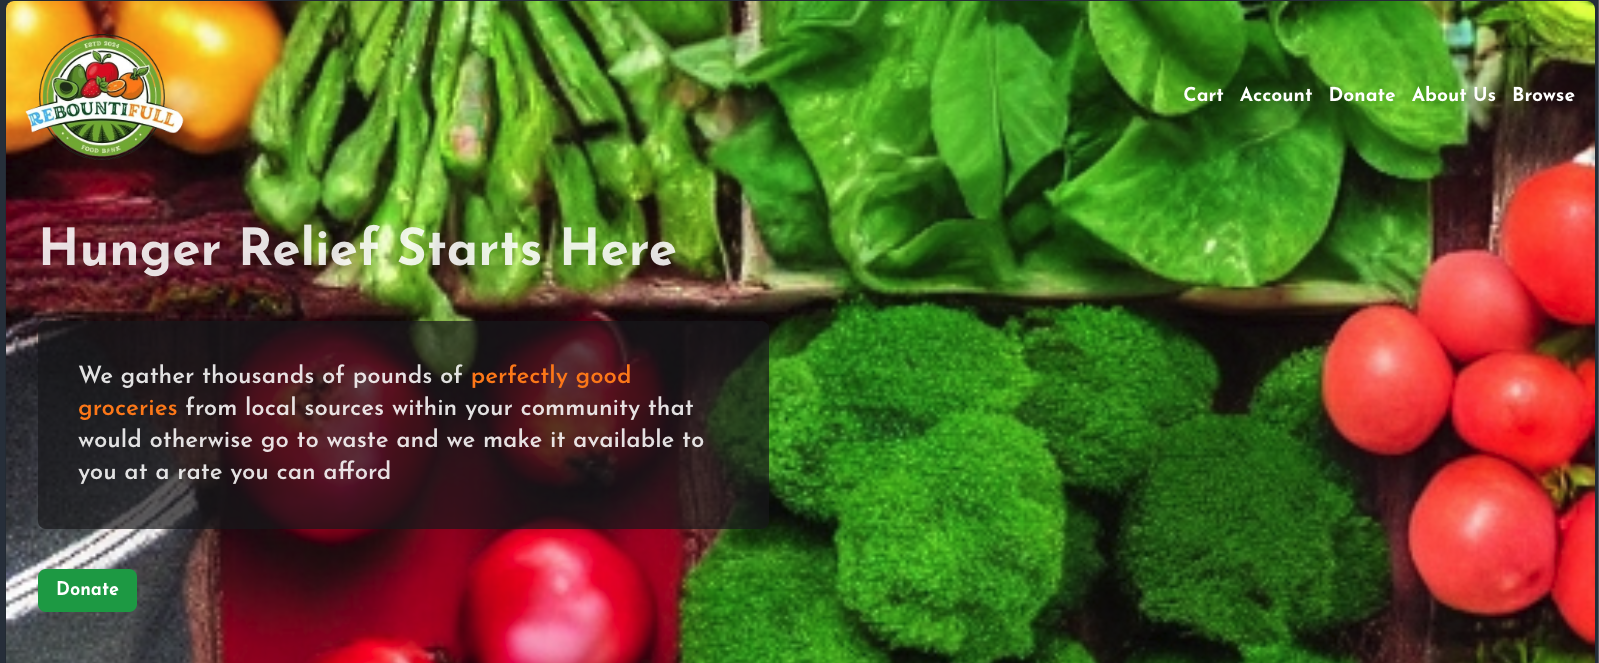 ESTD 2024
REBOUNTIFULL
FOOD BANK
Cart Account Donate About Us Browse
Hunger Relief Starts Here
We gather thousands of pounds of perfectly good
groceries from local sources within your community that
would otherwise go to waste and we make it available to
you at a rate you can afford
Donate